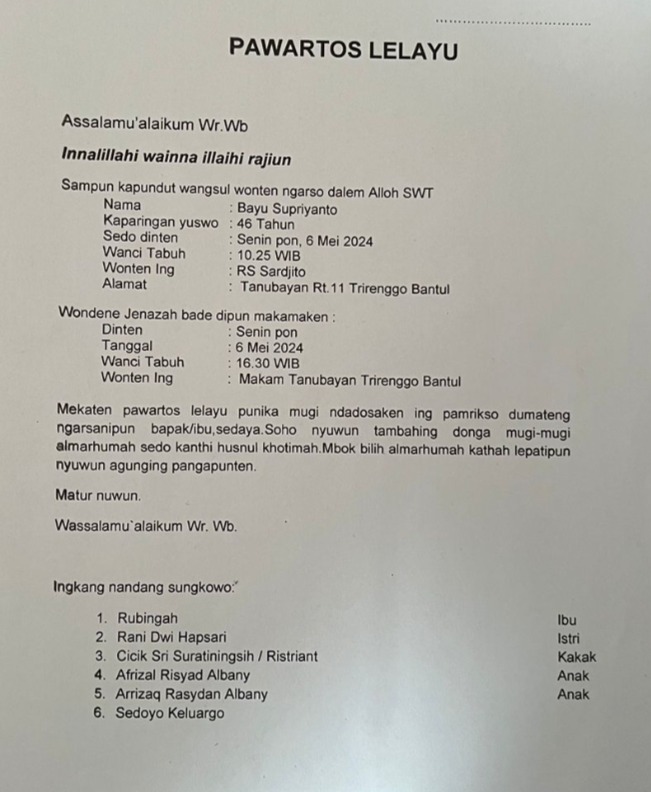 PAWARTOS LELAYU
Assalamu'alaikum Wr.Wb
Innalillahi wainna illaihi rajiun
Sampun kapundut wangsul wonten ngarso dalem Alloh SWT
Nama : Bayu Supriyanto
Kaparingan yuswo : 46 Tahun
Sedo dinten : Senin pon, 6 Mei 2024
Wanci Tabuh : 10.25 WIB
Wonten Ing : RS Sardjito
Alamat : Tanubayan Rt.11 Trirenggo Bantul
Wondene Jenazah bade dipun makamaken :
Dinten : Senin pon
Tanggal : 6 Mei 2024
Wanci Tabuh : 16.30 WIB
Wonten Ing : Makam Tanubayan Trirenggo Bantul
Mekaten pawartos lelayu punika mugi ndadosaken ing pamrikso dumateng
ngarsanipun bapak/ibu,sedaya.Soho nyuwun tambahing donga mugi-mugi
almarhumah sedo kanthi husnul khotimah.Mbok bilih almarhumah kathah lepatipun
nyuwun agunging pangapunten.
Matur nuwun.
Wassalamu`alaikum Wr. Wb.
Ingkang nandang sungkowo:
1. Rubingah Ibu
2. Rani Dwi Hapsari Istri
3. Cicik Sri Suratiningsih / Ristriant Kakak
4. Afrizal Risyad Albany Anak
5. Arrizaq Rasydan Albany Anak
6. Sedoyo Keluargo